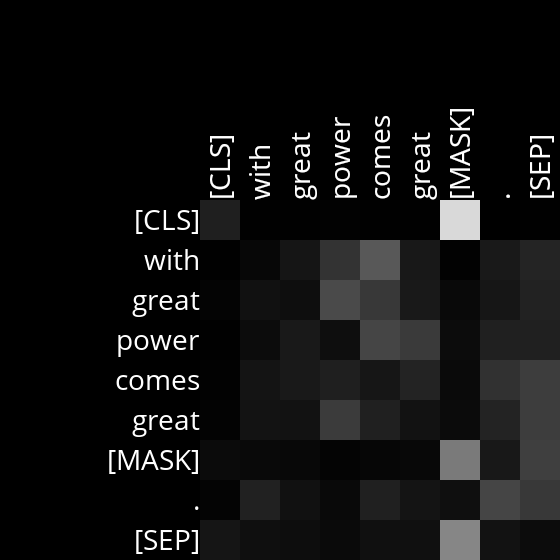 [CLS] with great power comes great [MASK] . [SEP]
[CLS]
with
great
power
comes
great
[MASK]
.
[SEP]